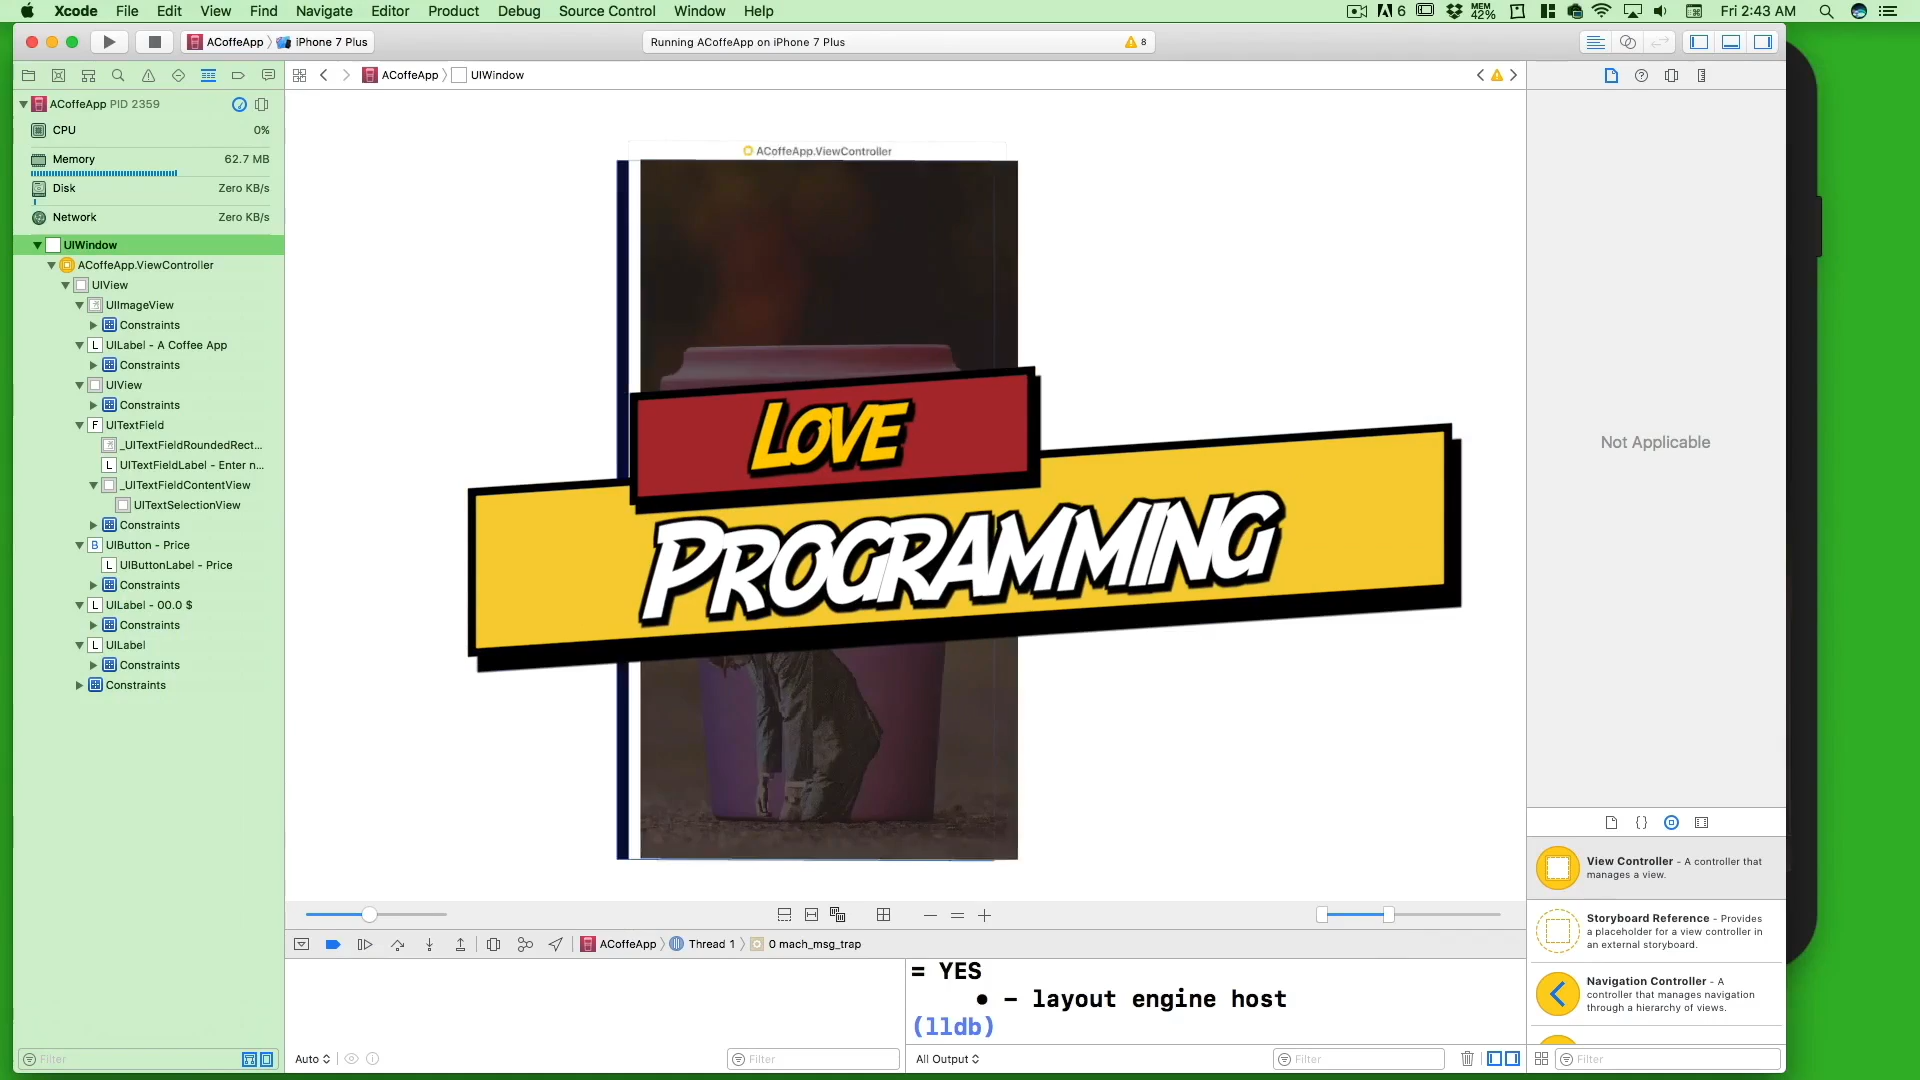 Xcode File Edit View Find Navigate Editor Product Debug Source Control Window Help
6 MEM 42% Fri 2:43 AM
ACoffeApp iPhone 7 Plus
Running ACoffeApp on iPhone 7 Plus 8
ACoffeApp UIWindow
ACoffeApp PID 2359
CPU 0%
Memory 62.7 MB
Disk Zero KB/s
Network Zero KB/s
UIWindow
ACoffeApp.ViewController
UIView
UIImageView
Constraints
UILabel - A Coffee App
Constraints
UIView
Constraints
F UITextField
_UITextFieldRoundedRect...
L UITextFieldLabel - Enter n...
_UITextFieldContentView
UITextSelectionView
Constraints
B UIButton - Price
L UIButtonLabel - Price
Constraints
L UILabel - 00.0 $
Constraints
L UILabel
Constraints
Constraints
Filter
ACoffeApp.ViewController
LOVE
PROGRAMMING
ACoffeApp Thread 1 0 mach_msg_trap
= YES
• - layout engine host
(lldb)
Auto Filter
All Output Filter
Not Applicable
View Controller - A controller that
manages a view.
Storyboard Reference - Provides
a placeholder for a view controller in
an external storyboard.
Navigation Controller - A
controller that manages navigation
through a hierarchy of views.
Filter